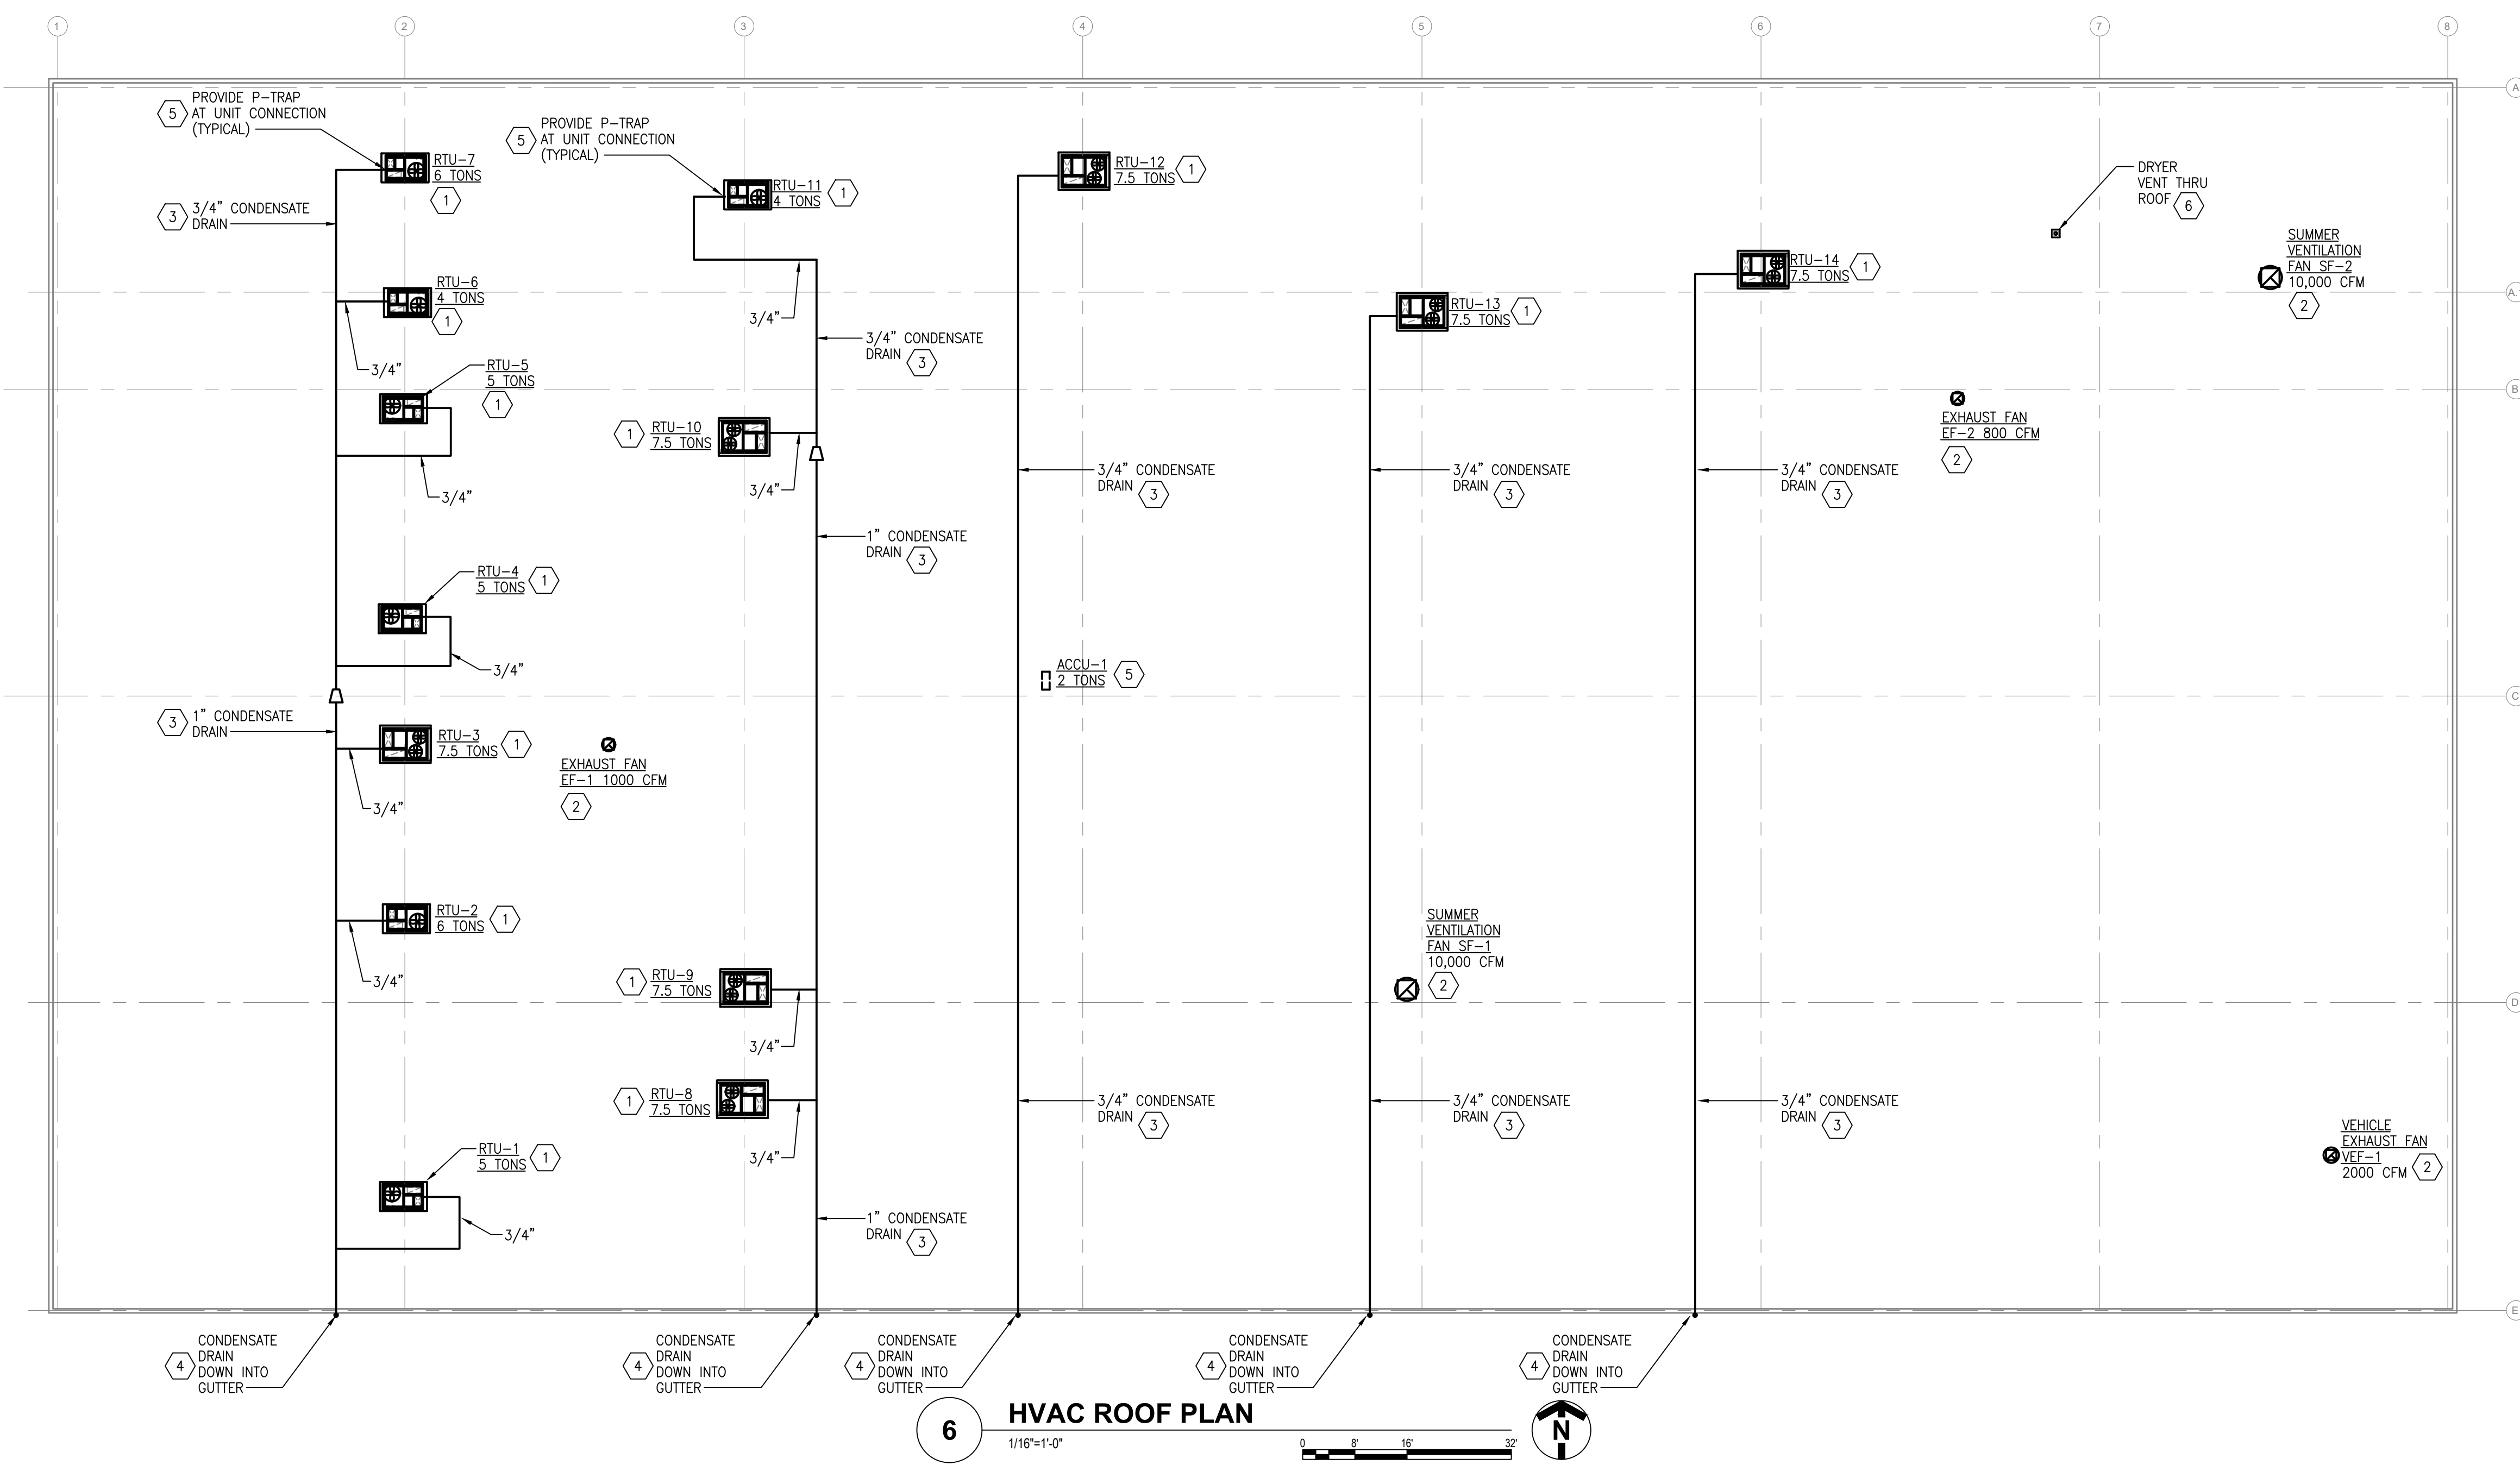 1
2
3
4
5
6
7
8
A
B
C
D
E
5
PROVIDE P-TRAP
AT UNIT CONNECTION
(TYPICAL)
RTU-7
6 TONS
1
3
3/4" CONDENSATE
DRAIN
RTU-6
4 TONS
1
3/4"
RTU-5
5 TONS
1
3/4"
RTU-4
5 TONS
1
3/4"
3
1" CONDENSATE
DRAIN
RTU-3
7.5 TONS
1
3/4"
EXHAUST FAN
EF-1 1000 CFM
2
RTU-2
6 TONS
1
3/4"
RTU-1
5 TONS
1
3/4"
4
CONDENSATE
DRAIN
DOWN INTO
GUTTER
5
PROVIDE P-TRAP
AT UNIT CONNECTION
(TYPICAL)
RTU-11
4 TONS
1
3/4"
3/4" CONDENSATE
DRAIN
3
1
RTU-10
7.5 TONS
3/4"
1" CONDENSATE
DRAIN
3
1
RTU-9
7.5 TONS
3/4"
1
RTU-8
7.5 TONS
3/4"
1" CONDENSATE
DRAIN
3
4
CONDENSATE
DRAIN
DOWN INTO
GUTTER
RTU-12
7.5 TONS
1
3/4" CONDENSATE
DRAIN
3
ACCU-1
2 TONS
5
3/4" CONDENSATE
DRAIN
3
4
CONDENSATE
DRAIN
DOWN INTO
GUTTER
RTU-13
7.5 TONS
1
3/4" CONDENSATE
DRAIN
3
SUMMER
VENTILATION
FAN SF-1
10,000 CFM
2
3/4" CONDENSATE
DRAIN
3
4
CONDENSATE
DRAIN
DOWN INTO
GUTTER
RTU-14
7.5 TONS
1
3/4" CONDENSATE
DRAIN
3
3/4" CONDENSATE
DRAIN
3
4
CONDENSATE
DRAIN
DOWN INTO
GUTTER
DRYER
VENT THRU
ROOF
6
SUMMER
VENTILATION
FAN SF-2
10,000 CFM
2
EXHAUST FAN
EF-2 800 CFM
2
VEHICLE
EXHAUST FAN
VEF-1
2000 CFM
2
6
HVAC ROOF PLAN
1/16"=1'-0"
0 8' 16' 32'
N